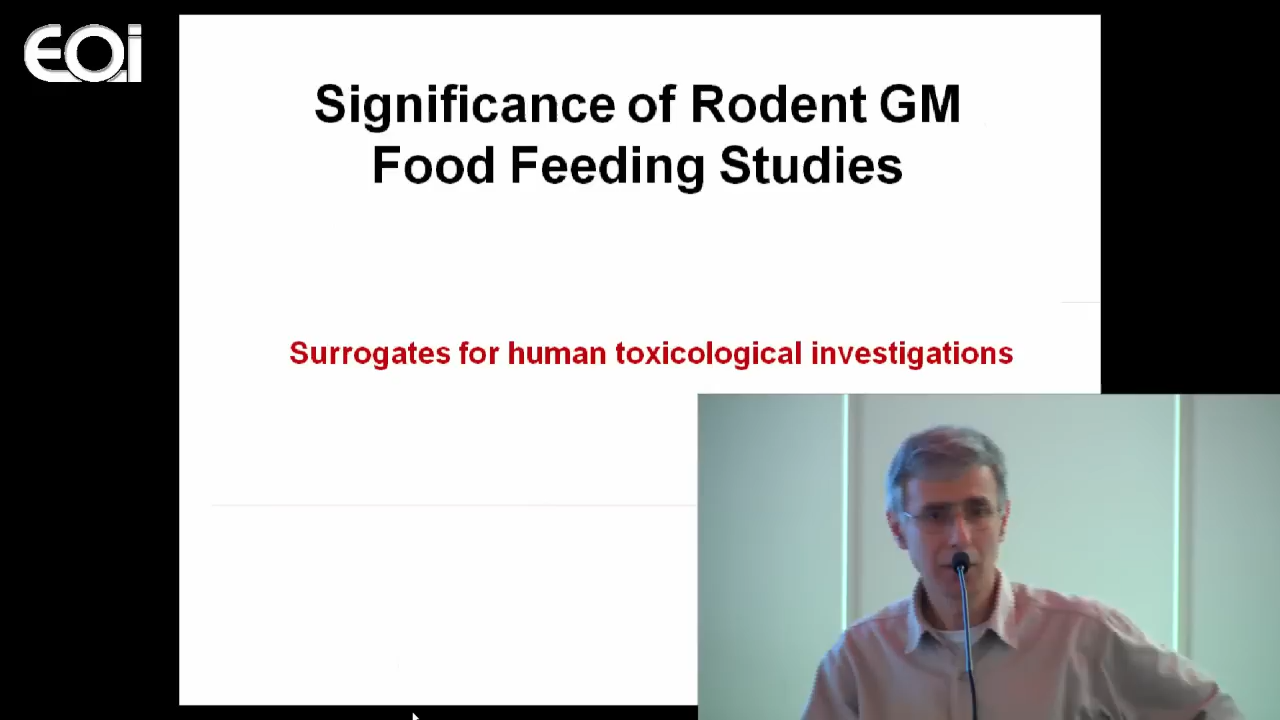 EOi
Significance of Rodent GM
Food Feeding Studies
Surrogates for human toxicological investigations